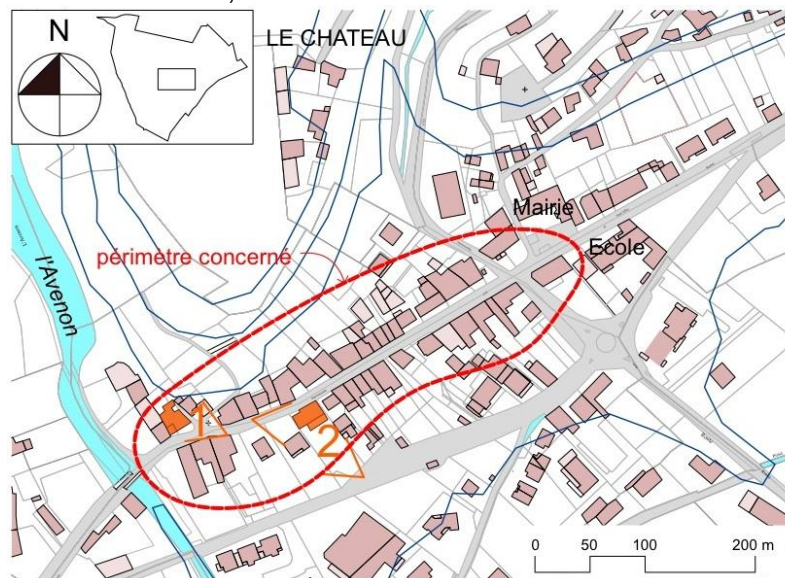 N
LE CHATEAU
Mairie
Ecole
périmètre concerné
l'Avenon
1
2
0 50 100 200 m